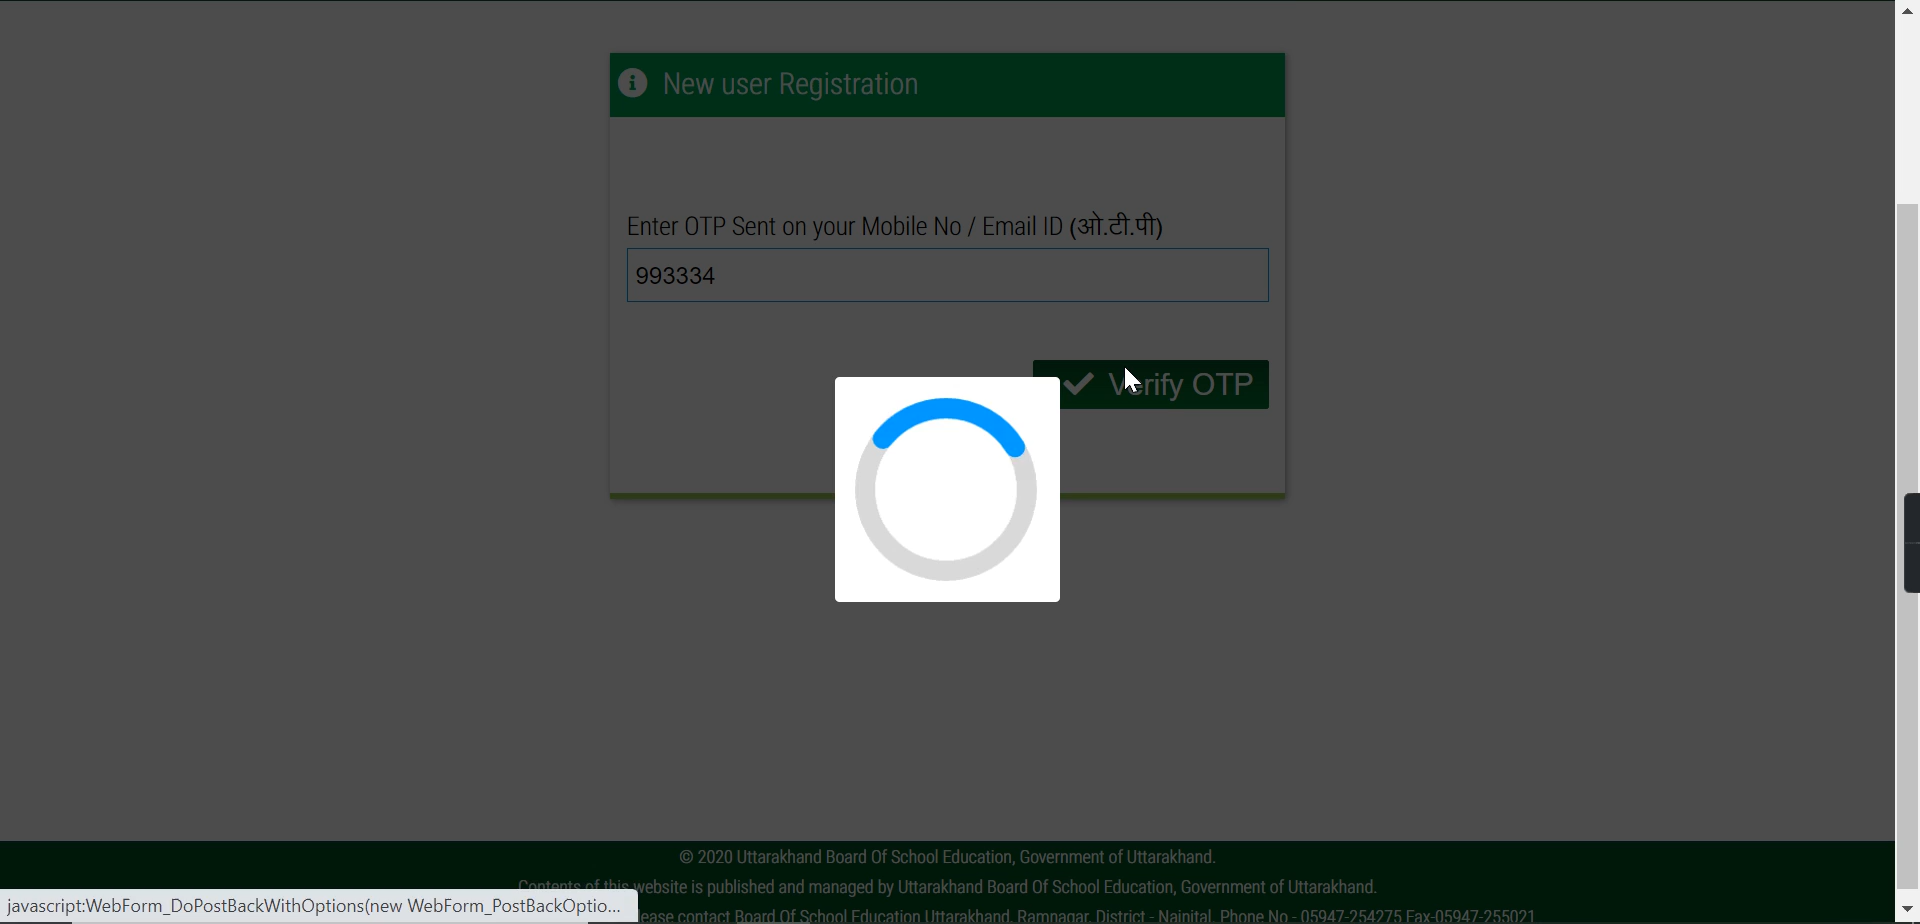 New user Registration
Enter OTP Sent on your Mobile No / Email ID (ओ.टी.पी)
993334
Verify OTP
© 2020 Uttarakhand Board Of School Education, Government of Uttarakhand.
Contents of this website is published and managed by Uttarakhand Board Of School Education, Government of Uttarakhand.
javascript:WebForm_DoPostBackWithOptions(new WebForm_PostBackOptio...
contact Board Of School Education Uttarakhand, Ramnagar, District - Nainital, Phone No - 05947-254275 Fax-05947-255021